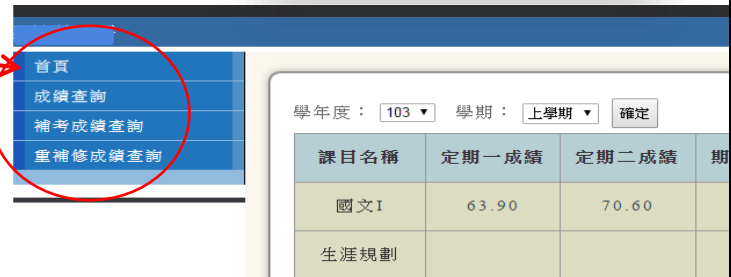 首頁
成績查詢
補考成績查詢
重補修成績查詢
學年度： 103 學期： 上學期 確定
課目名稱 定期一成績 定期二成績 期
國文I 63.90 70.60
生涯規劃